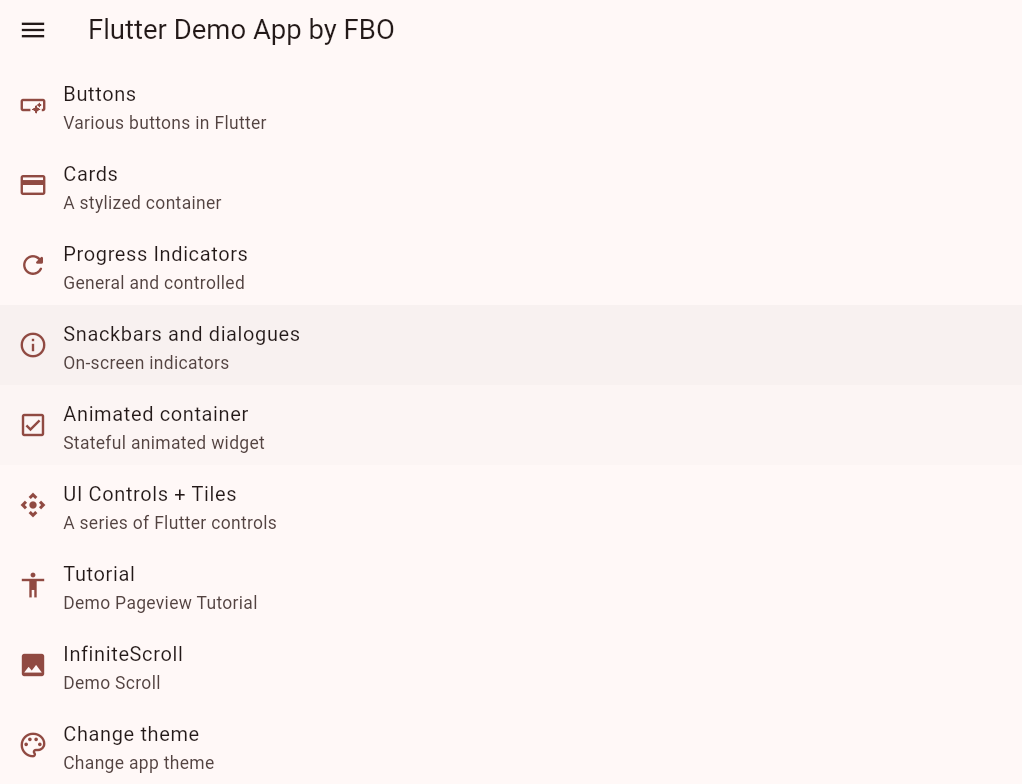 Flutter Demo App by FBO
Buttons
Various buttons in Flutter
Cards
A stylized container
Progress Indicators
General and controlled
Snackbars and dialogues
On-screen indicators
Animated container
Stateful animated widget
UI Controls + Tiles
A series of Flutter controls
Tutorial
Demo Pageview Tutorial
InfiniteScroll
Demo Scroll
Change theme
Change app theme